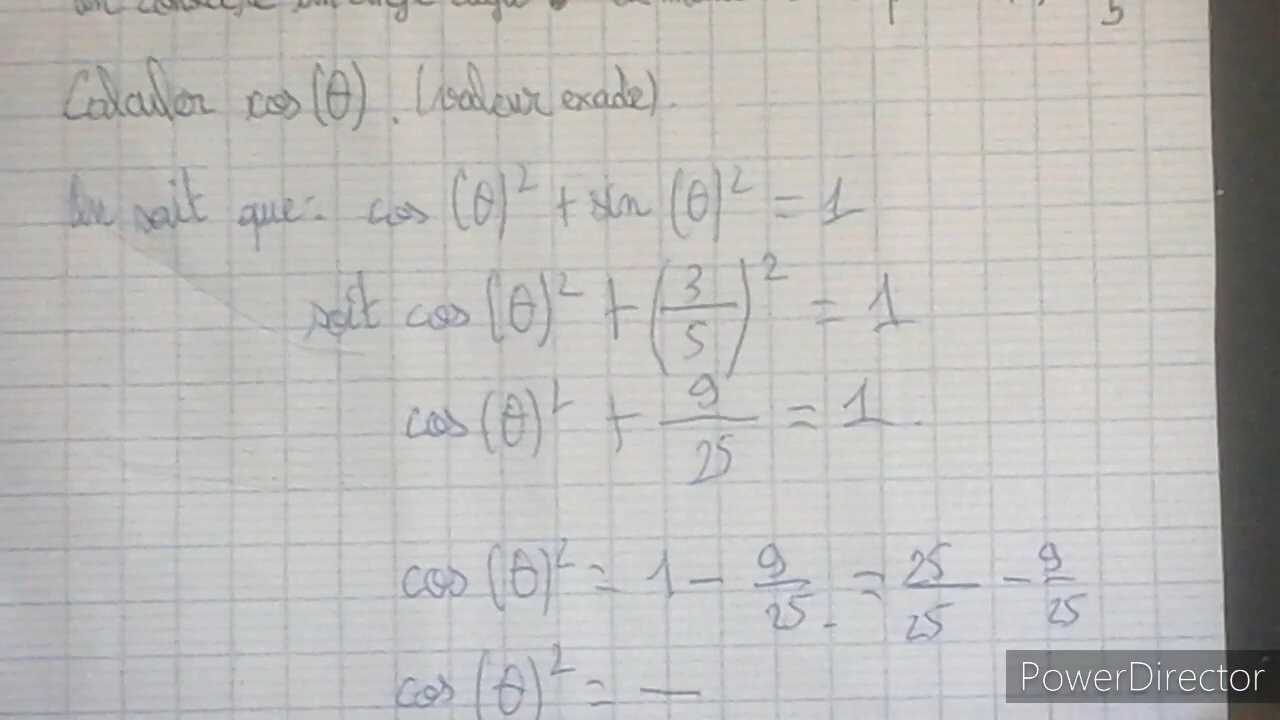 5
Calculer cos(θ). (valeur exacte).
On sait que: cos (θ)² + sin (θ)² = 1
soit cos (θ)² + (3/5)² = 1
cos (θ)² + 9/25 = 1.
cos (θ)² = 1 - 9/25 = 25/25 - 9/25
cos (θ)² = —
PowerDirector